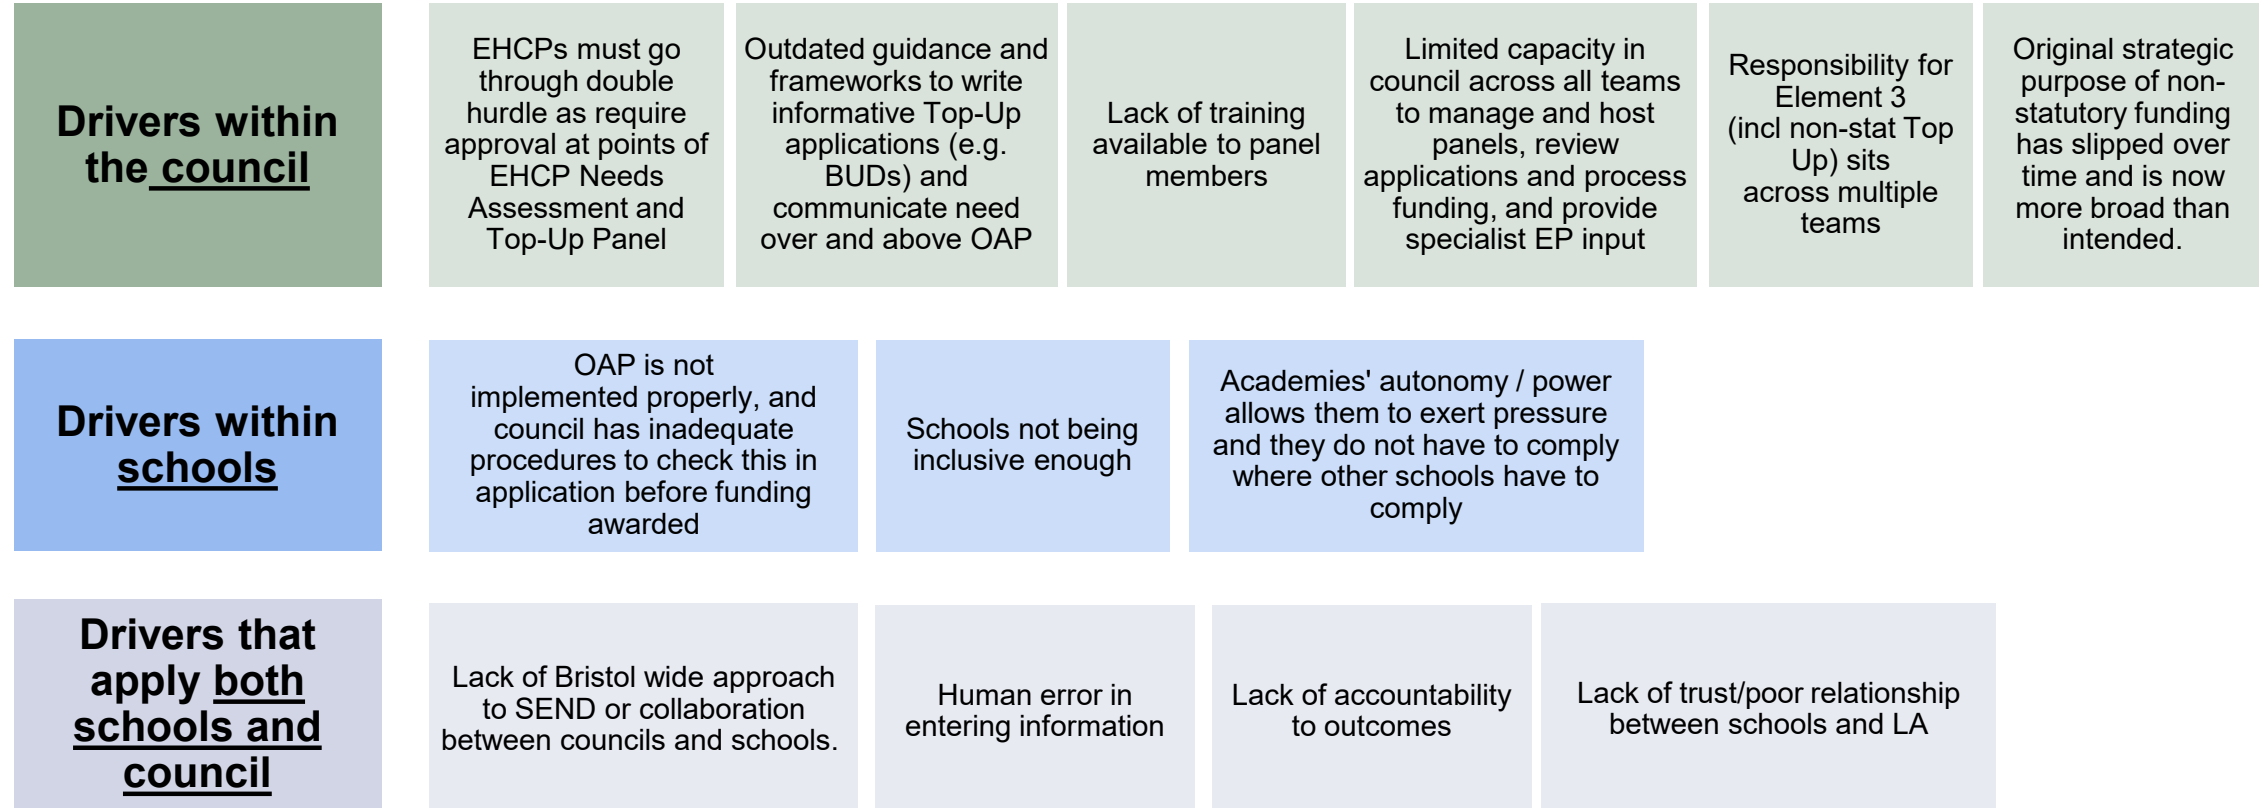 Drivers within
the council
EHCPs must go
through double
hurdle as require
approval at points of
EHCP Needs
Assessment and
Top-Up Panel
Outdated guidance and
frameworks to write
informative Top-Up
applications (e.g.
BUDs) and
communicate need
over and above OAP
Lack of training
available to panel
members
Limited capacity in
council across all teams
to manage and host
panels, review
applications and process
funding, and provide
specialist EP input
Responsibility for
Element 3
(incl non-stat Top
Up) sits
across multiple
teams
Original strategic
purpose of non-
statutory funding
has slipped over
time and is now
more broad than
intended.
Drivers within
schools
OAP is not
implemented properly, and
council has inadequate
procedures to check this in
application before funding
awarded
Schools not being
inclusive enough
Academies' autonomy / power
allows them to exert pressure
and they do not have to comply
where other schools have to
comply
Drivers that
apply both
schools and
council
Lack of Bristol wide approach
to SEND or collaboration
between councils and schools.
Human error in
entering information
Lack of accountability
to outcomes
Lack of trust/poor relationship
between schools and LA